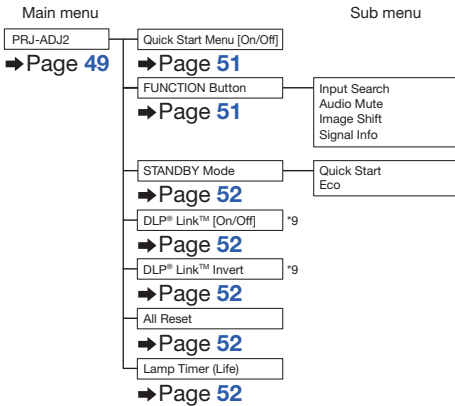 Main menu
Sub menu
PRJ-ADJ2
➡Page 49
Quick Start Menu [On/Off]
➡Page 51
FUNCTION Button
➡Page 51
Input Search
Audio Mute
Image Shift
Signal Info
STANDBY Mode
➡Page 52
Quick Start
Eco
DLP® Link™ [On/Off] *9
➡Page 52
DLP® Link™ Invert *9
➡Page 52
All Reset
➡Page 52
Lamp Timer (Life)
➡Page 52